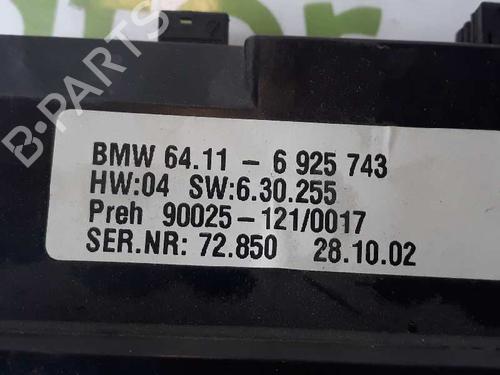 B-PARTS
BMW 64.11 - 6 925 743
HW:04 SW:6.30.255
Preh 90025-121/0017
SER.NR: 72.850 28.10.02